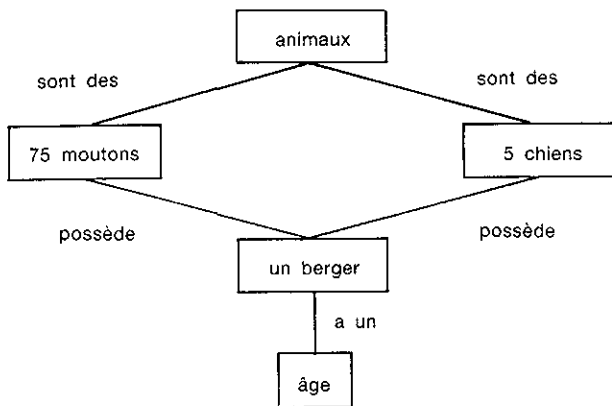 animaux
sont des
sont des
75 moutons
5 chiens
possède
possède
un berger
a un
âge